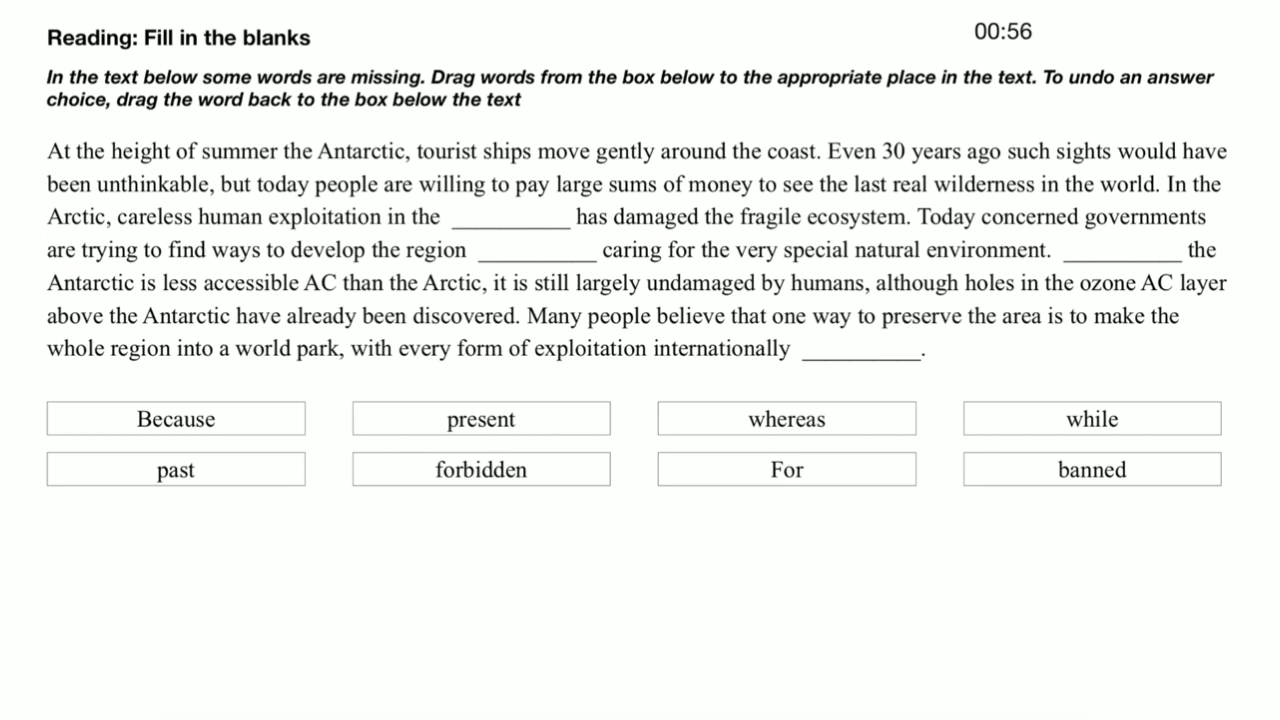 Reading: Fill in the blanks
00:56
In the text below some words are missing. Drag words from the box below to the appropriate place in the text. To undo an answer
choice, drag the word back to the box below the text
At the height of summer the Antarctic, tourist ships move gently around the coast. Even 30 years ago such sights would have
been unthinkable, but today people are willing to pay large sums of money to see the last real wilderness in the world. In the
Arctic, careless human exploitation in the __________ has damaged the fragile ecosystem. Today concerned governments
are trying to find ways to develop the region __________ caring for the very special natural environment. __________ the
Antarctic is less accessible AC than the Arctic, it is still largely undamaged by humans, although holes in the ozone AC layer
above the Antarctic have already been discovered. Many people believe that one way to preserve the area is to make the
whole region into a world park, with every form of exploitation internationally __________.
Because present whereas while
past forbidden For banned